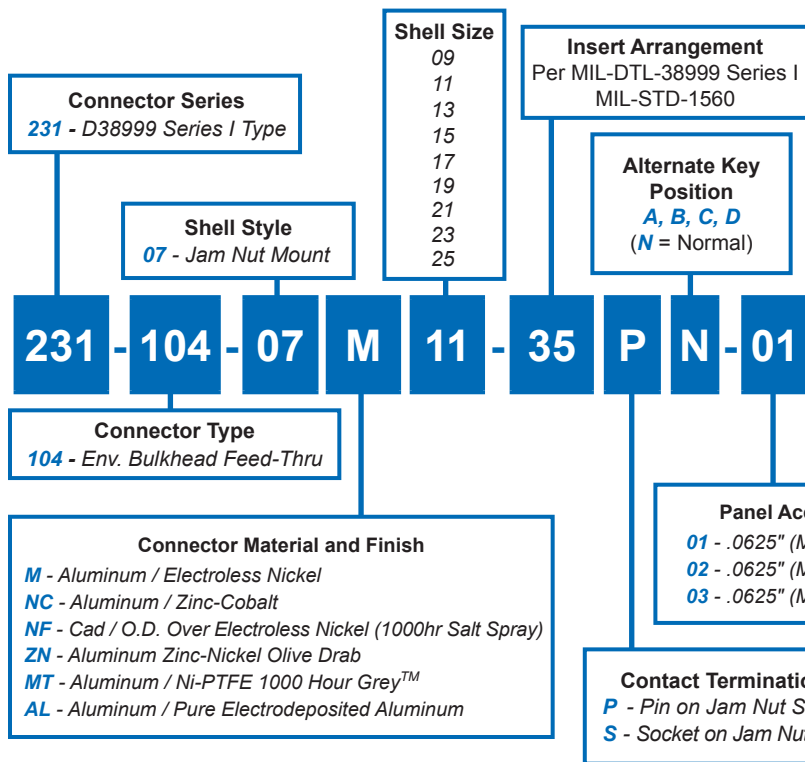 Connector Series
231 - D38999 Series I Type
Shell Style
07 - Jam Nut Mount
Shell Size
09
11
13
15
17
19
21
23
25
Insert Arrangement
Per MIL-DTL-38999 Series I
MIL-STD-1560
Alternate Key
Position
A, B, C, D
(N = Normal)
231 - 104 - 07 M 11 - 35 P N - 01
Connector Type
104 - Env. Bulkhead Feed-Thru
Connector Material and Finish
M - Aluminum / Electroless Nickel
NC - Aluminum / Zinc-Cobalt
NF - Cad / O.D. Over Electroless Nickel (1000hr Salt Spray)
ZN - Aluminum Zinc-Nickel Olive Drab
MT - Aluminum / Ni-PTFE 1000 Hour Grey™
AL - Aluminum / Pure Electrodeposited Aluminum
Panel
01 - .0625"
02 - .0625"
03 - .0625"
Contact
P - Pin on Jam Nut
S - Socket on Jam